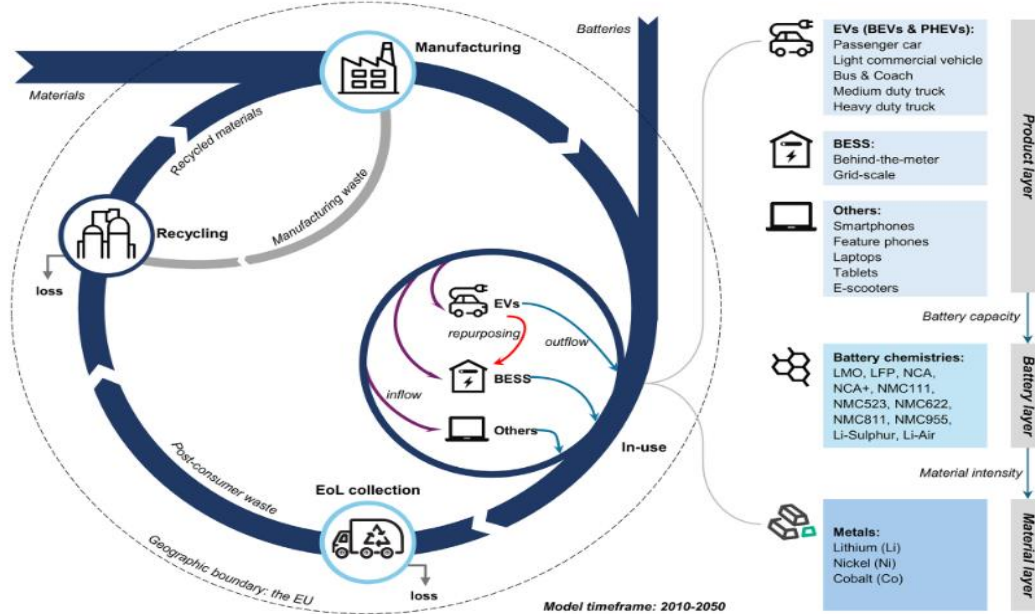 Manufacturing
Batteries
Materials
Recycled materials
Manufacturing waste
Recycling
loss
EVs
repurposing
outflow
BESS
inflow
Others
In-use
Post-consumer waste
EoL collection
loss
Geographic boundary: the EU
Model timeframe: 2010-2050
EVs (BEVs & PHEVs):
Passenger car
Light commercial vehicle
Bus & Coach
Medium duty truck
Heavy duty truck
BESS:
Behind-the-meter
Grid-scale
Others:
Smartphones
Feature phones
Laptops
Tablets
E-scooters
Product layer
Battery capacity
Battery chemistries:
LMO, LFP, NCA,
NCA+, NMC111,
NMC523, NMC622,
NMC811, NMC955,
Li-Sulphur, Li-Air
Battery layer
Material intensity
Metals:
Lithium (Li)
Nickel (Ni)
Cobalt (Co)
Material layer